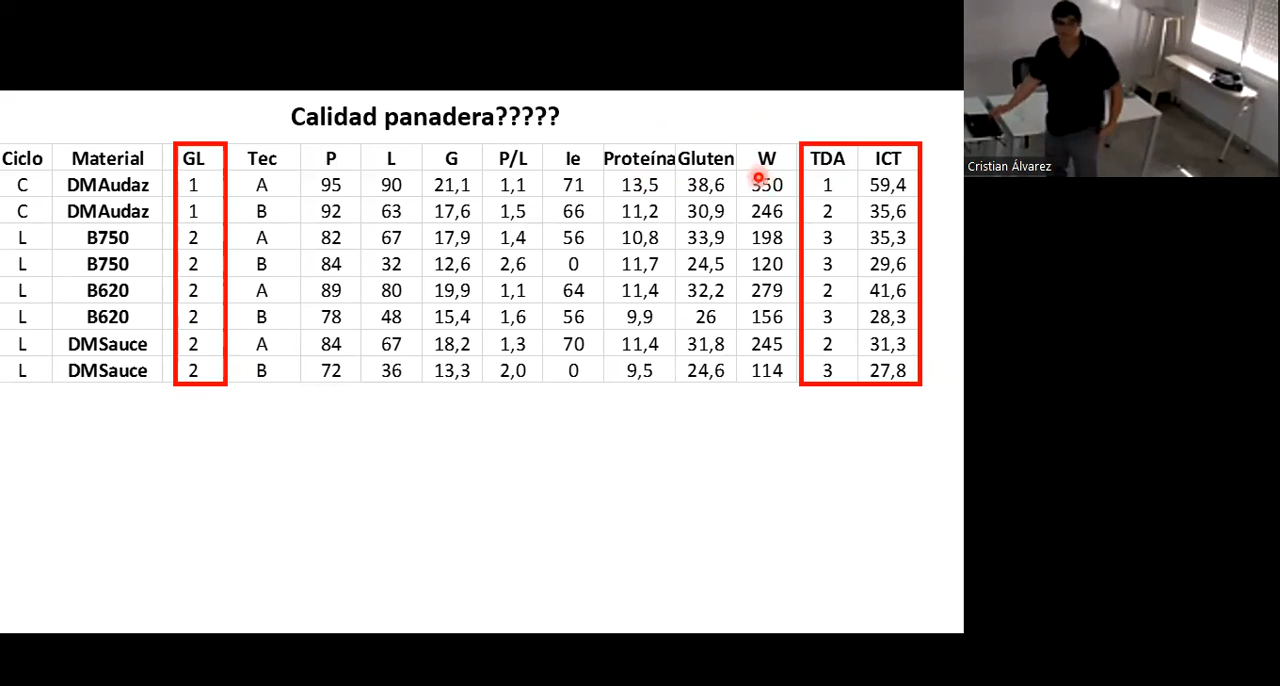 Calidad panadera?????
Ciclo Material GL Tec P L G P/L Ie Proteína Gluten W TDA ICT
C DMAudaz 1 A 95 90 21,1 1,1 71 13,5 38,6 350 1 59,4
C DMAudaz 1 B 92 63 17,6 1,5 66 11,2 30,9 246 2 35,6
L B750 2 A 82 67 17,9 1,4 56 10,8 33,9 198 3 35,3
L B750 2 B 84 32 12,6 2,6 0 11,7 24,5 120 3 29,6
L B620 2 A 89 80 19,9 1,1 64 11,4 32,2 279 2 41,6
L B620 2 B 78 48 15,4 1,6 56 9,9 26 156 3 28,3
L DMSauce 2 A 84 67 18,2 1,3 70 11,4 31,8 245 2 31,3
L DMSauce 2 B 72 36 13,3 2,0 0 9,5 24,6 114 3 27,8
Cristian Álvarez